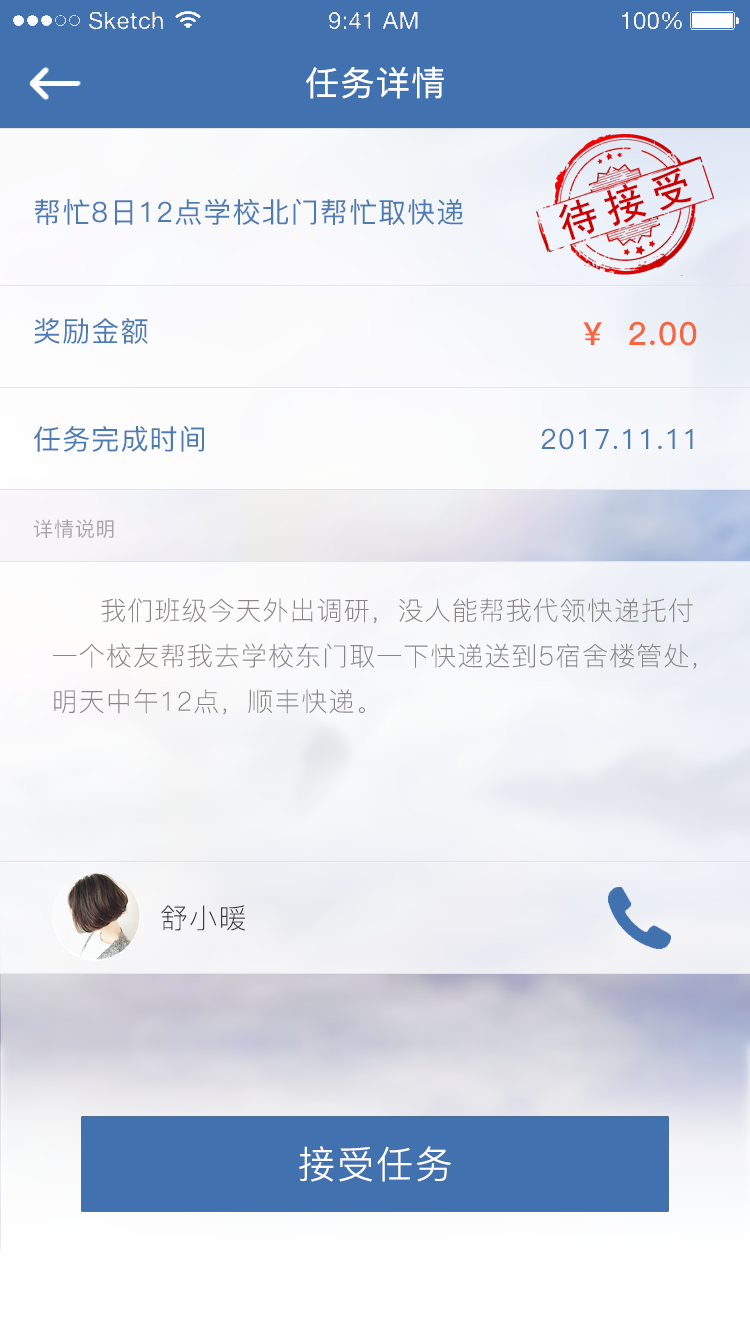 Sketch 9:41 AM 100%
任务详情
帮忙8日12点学校北门帮忙取快递
待接受
奖励金额 ¥ 2.00
任务完成时间 2017.11.11
详情说明
我们班级今天外出调研，没人能帮我代领快递托付
一个校友帮我去学校东门取一下快递送到5宿舍楼管处,
明天中午12点，顺丰快递。
舒小暖
接受任务